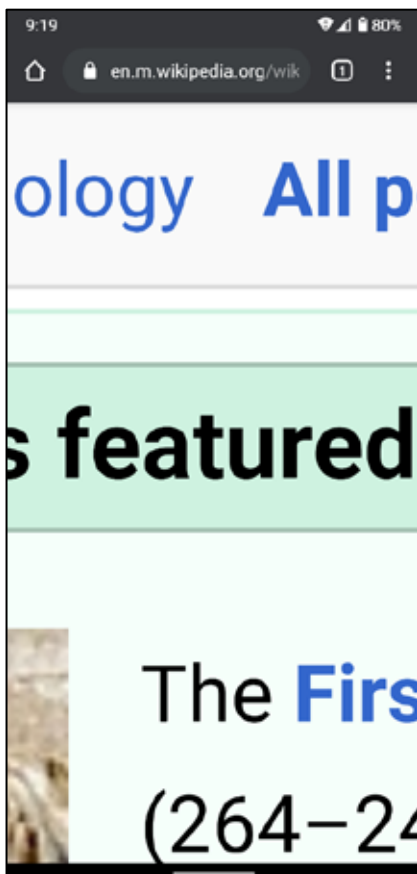 9:19 80%
en.m.wikipedia.org/wik 1
ology All p
s featured
The Firs
(264–24